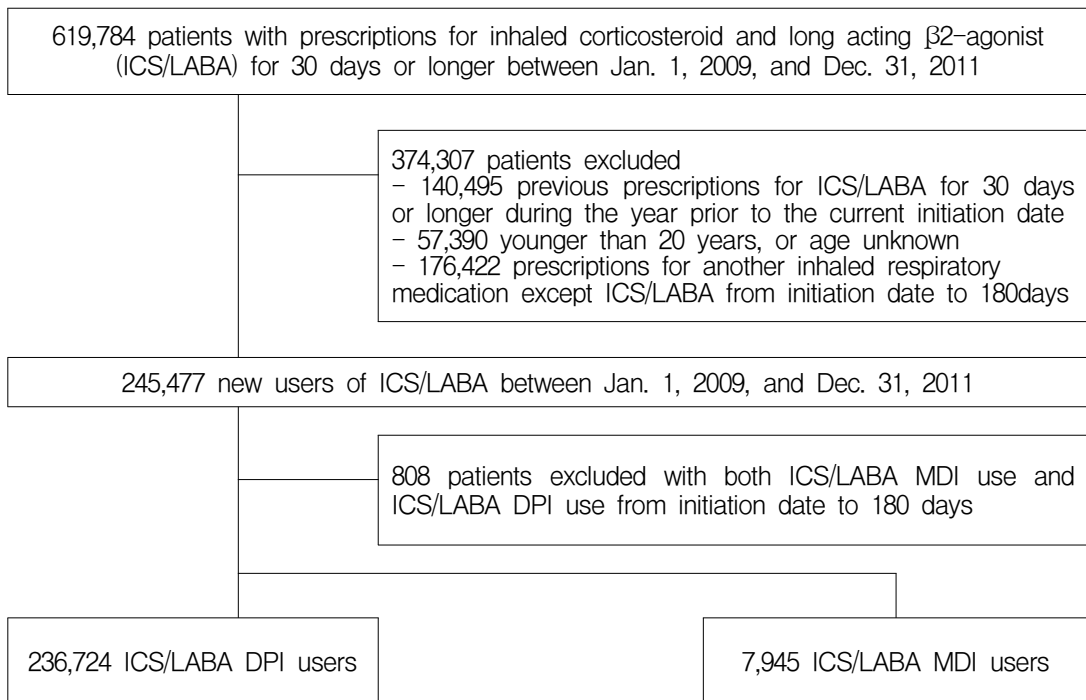 619,784 patients with prescriptions for inhaled corticosteroid and long acting β2-agonist
(ICS/LABA) for 30 days or longer between Jan. 1, 2009, and Dec. 31, 2011
374,307 patients excluded
- 140,495 previous prescriptions for ICS/LABA for 30 days
or longer during the year prior to the current initiation date
- 57,390 younger than 20 years, or age unknown
- 176,422 prescriptions for another inhaled respiratory
medication except ICS/LABA from initiation date to 180days
245,477 new users of ICS/LABA between Jan. 1, 2009, and Dec. 31, 2011
808 patients excluded with both ICS/LABA MDI use and
ICS/LABA DPI use from initiation date to 180 days
236,724 ICS/LABA DPI users
7,945 ICS/LABA MDI users